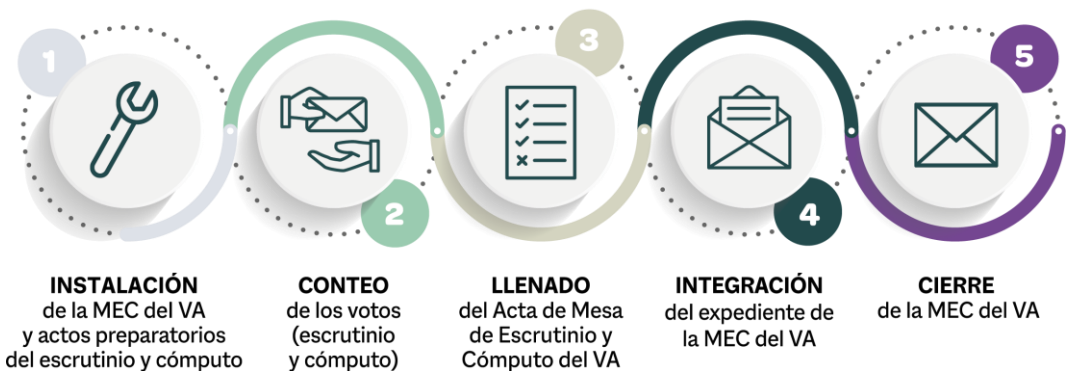 1
INSTALACIÓN
de la MEC del VA
y actos preparatorios
del escrutinio y cómputo
2
CONTEO
de los votos
(escrutinio
y cómputo)
3
LLENADO
del Acta de Mesa
de Escrutinio y
Cómputo del VA
4
INTEGRACIÓN
del expediente de
la MEC del VA
5
CIERRE
de la MEC del VA